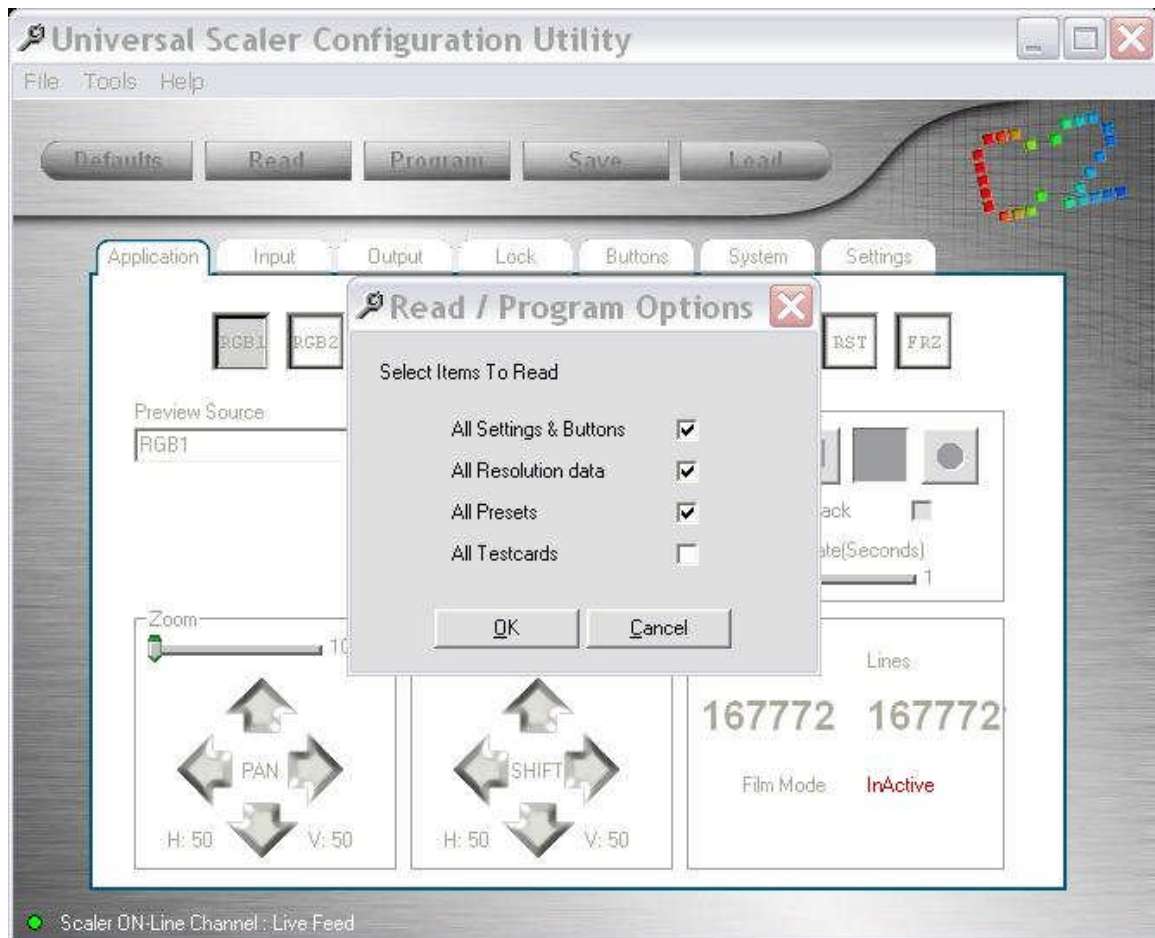 Universal Scaler Configuration Utility
File Tools Help
Defaults Read Program Save Load
C2
Application Input Output Lock Buttons System Settings
RGB1 RGB2 RST FRZ
Read / Program Options
Select Items To Read
All Settings & Buttons
All Resolution data
All Presets
All Testcards
OK Cancel
Preview Source
RGB1
ack
ate(Seconds)
1
Zoom
10
PAN
H: 50 V: 50
SHIFT
H: 50 V: 50
Lines
167772 167772
Film Mode InActive
Scaler ON-Line Channel : Live Feed